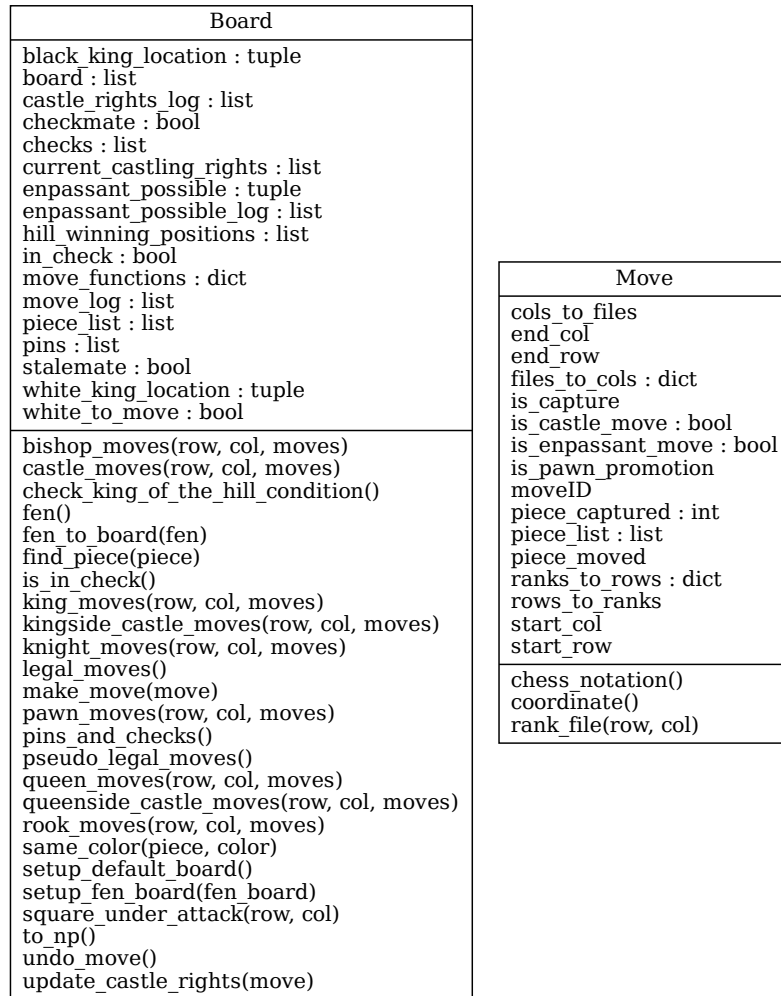 Board
black_king_location : tuple
board : list
castle_rights_log : list
checkmate : bool
checks : list
current_castling_rights : list
enpassant_possible : tuple
enpassant_possible_log : list
hill_winning_positions : list
in_check : bool
move_functions : dict
move_log : list
piece_list : list
pins : list
stalemate : bool
white_king_location : tuple
white_to_move : bool
bishop_moves(row, col, moves)
castle_moves(row, col, moves)
check_king_of_the_hill_condition()
fen()
fen_to_board(fen)
find_piece(piece)
is_in_check()
king_moves(row, col, moves)
kingside_castle_moves(row, col, moves)
knight_moves(row, col, moves)
legal_moves()
make_move(move)
pawn_moves(row, col, moves)
pins_and_checks()
pseudo_legal_moves()
queen_moves(row, col, moves)
queenside_castle_moves(row, col, moves)
rook_moves(row, col, moves)
same_color(piece, color)
setup_default_board()
setup_fen_board(fen_board)
square_under_attack(row, col)
to_np()
undo_move()
update_castle_rights(move)
Move
cols_to_files
end_col
end_row
files_to_cols : dict
is_capture
is_castle_move : bool
is_enpassant_move : bool
is_pawn_promotion
moveID
piece_captured : int
piece_list : list
piece_moved
ranks_to_rows : dict
rows_to_ranks
start_col
start_row
chess_notation()
coordinate()
rank_file(row, col)